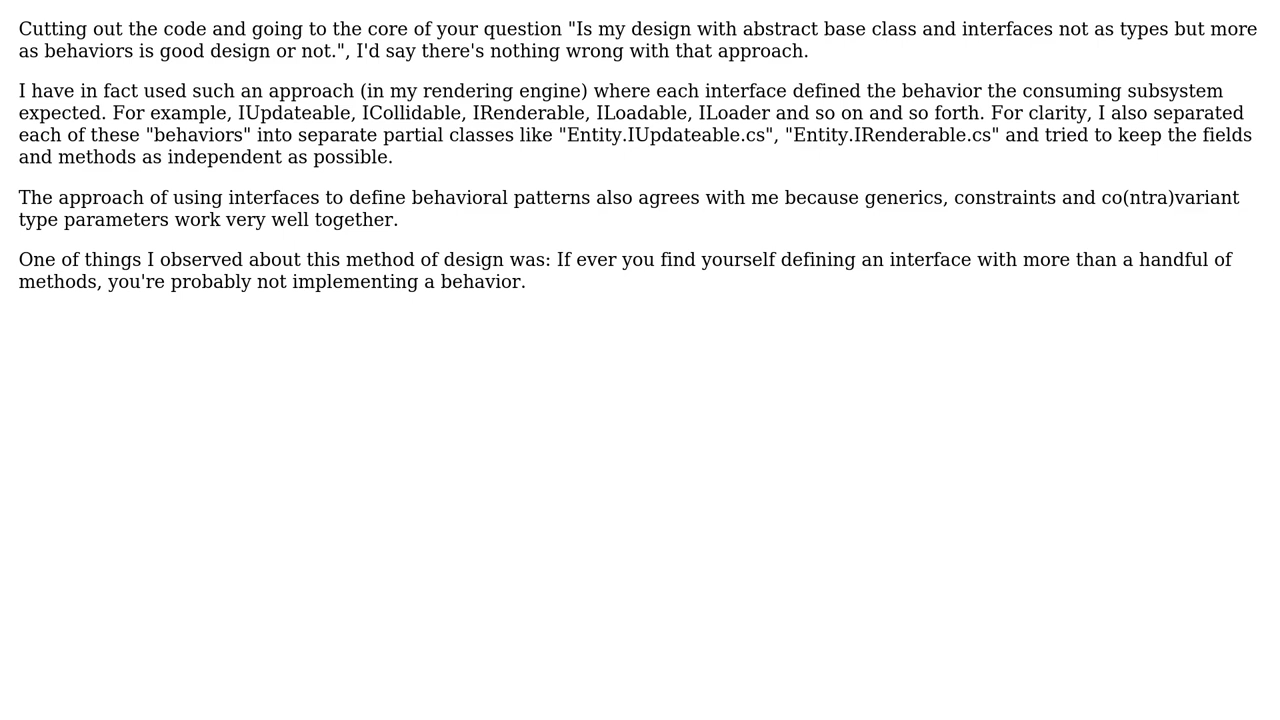 Cutting out the code and going to the core of your question "Is my design with abstract base class and interfaces not as types but more
as behaviors is good design or not.", I'd say there's nothing wrong with that approach.
I have in fact used such an approach (in my rendering engine) where each interface defined the behavior the consuming subsystem
expected. For example, IUpdateable, ICollidable, IRenderable, ILoadable, ILoader and so on and so forth. For clarity, I also separated
each of these "behaviors" into separate partial classes like "Entity.IUpdateable.cs", "Entity.IRenderable.cs" and tried to keep the fields
and methods as independent as possible.
The approach of using interfaces to define behavioral patterns also agrees with me because generics, constraints and co(ntra)variant
type parameters work very well together.
One of things I observed about this method of design was: If ever you find yourself defining an interface with more than a handful of
methods, you're probably not implementing a behavior.